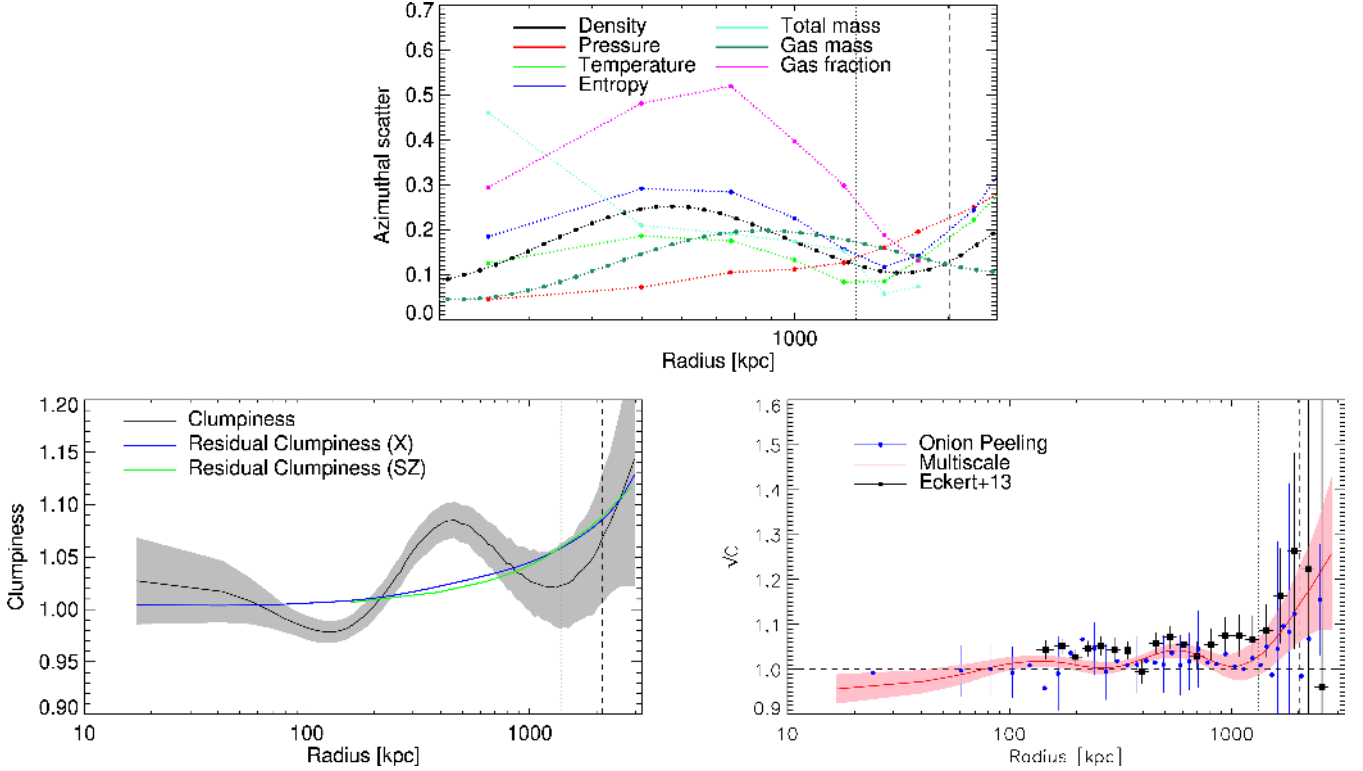 0.7
0.6
0.5
0.4
0.3
0.2
0.1
0.0
Azimuthal scatter
Density
Pressure
Temperature
Entropy
Total mass
Gas mass
Gas fraction
1000
Radius [kpc]
1.20
1.15
1.10
1.05
1.00
0.95
0.90
Clumpiness
Clumpiness
Residual Clumpiness (X)
Residual Clumpiness (SZ)
10
100
1000
Radius [kpc]
1.6
1.5
1.4
1.3
1.2
1.1
1.0
0.9
√C
Onion Peeling
Multiscale
Eckert+13
10
100
1000
Radius [kpc]